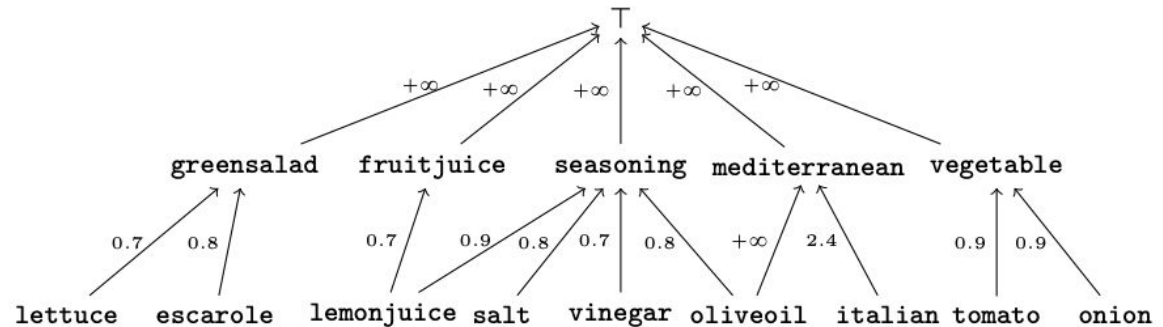 ⊤
+∞ +∞ +∞ +∞ +∞
greensalad fruitjuice seasoning mediterranean vegetable
0.7 0.8 0.7 0.9 0.8 0.7 0.8 +∞ 2.4 0.9 0.9
lettuce escarole lemonjuice salt vinegar oliveoil italian tomato onion